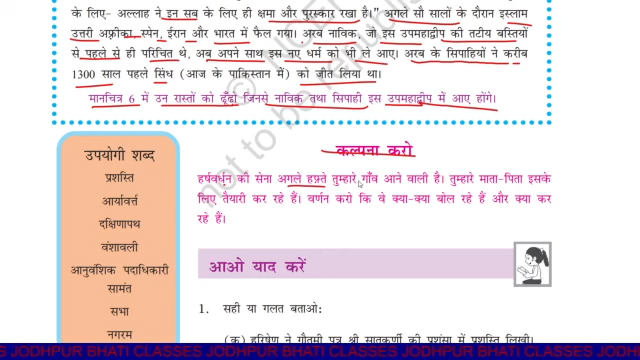 के लिए- अल्लाह ने इन सब के लिए ही क्षमा और पुरस्कार रखा है।" अगले सौ सालों के दौरान इस्लाम
उत्तरी अफ़्रीका, स्पेन, ईरान और भारत में फैल गया। अरब नाविक, जो इस उपमहाद्वीप की तटीय बस्तियों
से पहले से ही परिचित थे, अब अपने साथ इस नए धर्म को भी ले आए। अरब के सिपाहियों ने करीब
1300 साल पहले सिंध (आज के पाकिस्तान में) को जीत लिया था।
मानचित्र 6 में उन रास्तों को ढूँढ़ो जिनसे नाविक तथा सिपाही इस उपमहाद्वीप में आए होंगे।
उपयोगी शब्द
प्रशस्ति
आर्यावर्त्त
दक्षिणापथ
वंशावली
आनुवंशिक पदाधिकारी
सामंत
सभा
नगरम
कल्पना करो
हर्षवर्धन की सेना अगले हफ़्ते तुम्हारे गाँव आने वाली है। तुम्हारे माता-पिता इसके
लिए तैयारी कर रहे हैं। वर्णन करो कि वे क्या-क्या बोल रहे हैं और क्या कर
रहे हैं।
आओ याद करें
1. सही या गलत बताओ:
(क) हरिषेण ने गौतमी पुत्र श्री सातकर्णी की प्रशंसा में प्रशस्ति लिखी।
not to be republ
JODHPUR BHATI CLASSES JODHPUR BHATI CLASSES JODHPUR BHATI CLASSES JODHPUR BHATI CLASSES